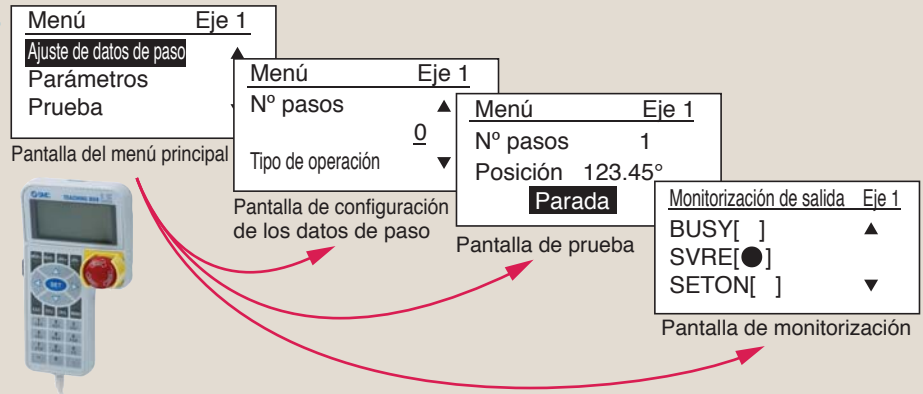 Menú Eje 1
Ajuste de datos de paso
Parámetros
Prueba
Pantalla del menú principal
Menú Eje 1
Nº pasos
0
Tipo de operación
Pantalla de configuración
de los datos de paso
Menú Eje 1
Nº pasos 1
Posición 123.45°
Parada
Pantalla de prueba
Monitorización de salida Eje 1
BUSY[ ]
SVRE[●]
SETON[ ]
Pantalla de monitorización
SMC TEACHING BOX LE
SET